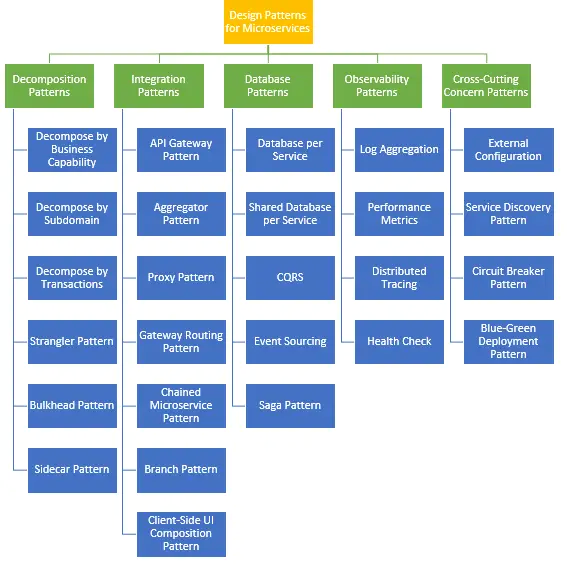 Design Patterns
for Microservices
Decomposition
Patterns
Integration
Patterns
Database
Patterns
Observability
Patterns
Cross-Cutting
Concern Patterns
Decompose by
Business
Capability
Decompose by
Subdomain
Decompose by
Transactions
Strangler Pattern
Bulkhead Pattern
Sidecar Pattern
API Gateway
Pattern
Aggregator
Pattern
Proxy Pattern
Gateway Routing
Pattern
Chained
Microservice
Pattern
Branch Pattern
Client-Side UI
Composition
Pattern
Database per
Service
Shared Database
per Service
CQRS
Event Sourcing
Saga Pattern
Log Aggregation
Performance
Metrics
Distributed
Tracing
Health Check
External
Configuration
Service Discovery
Pattern
Circuit Breaker
Pattern
Blue-Green
Deployment
Pattern